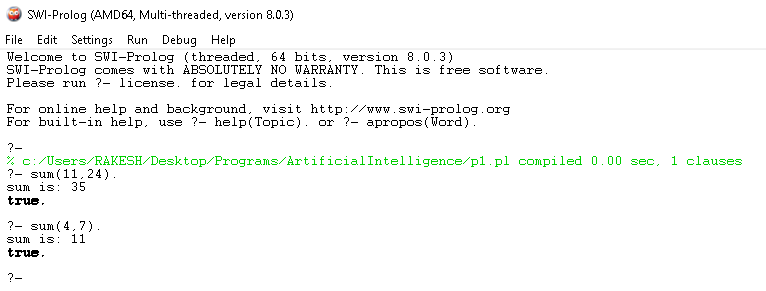 SWI-Prolog (AMD64, Multi-threaded, version 8.0.3)
File Edit Settings Run Debug Help
Welcome to SWI-Prolog (threaded, 64 bits, version 8.0.3)
SWI-Prolog comes with ABSOLUTELY NO WARRANTY. This is free software.
Please run ?- license. for legal details.
For online help and background, visit http://www.swi-prolog.org
For built-in help, use ?- help(Topic). or ?- apropos(Word).
?-
% c:/Users/RAKESH/Desktop/Programs/ArtificialIntelligence/p1.pl compiled 0.00 sec, 1 clauses
?- sum(11,24).
sum is: 35
true.
?- sum(4,7).
sum is: 11
true.
?-